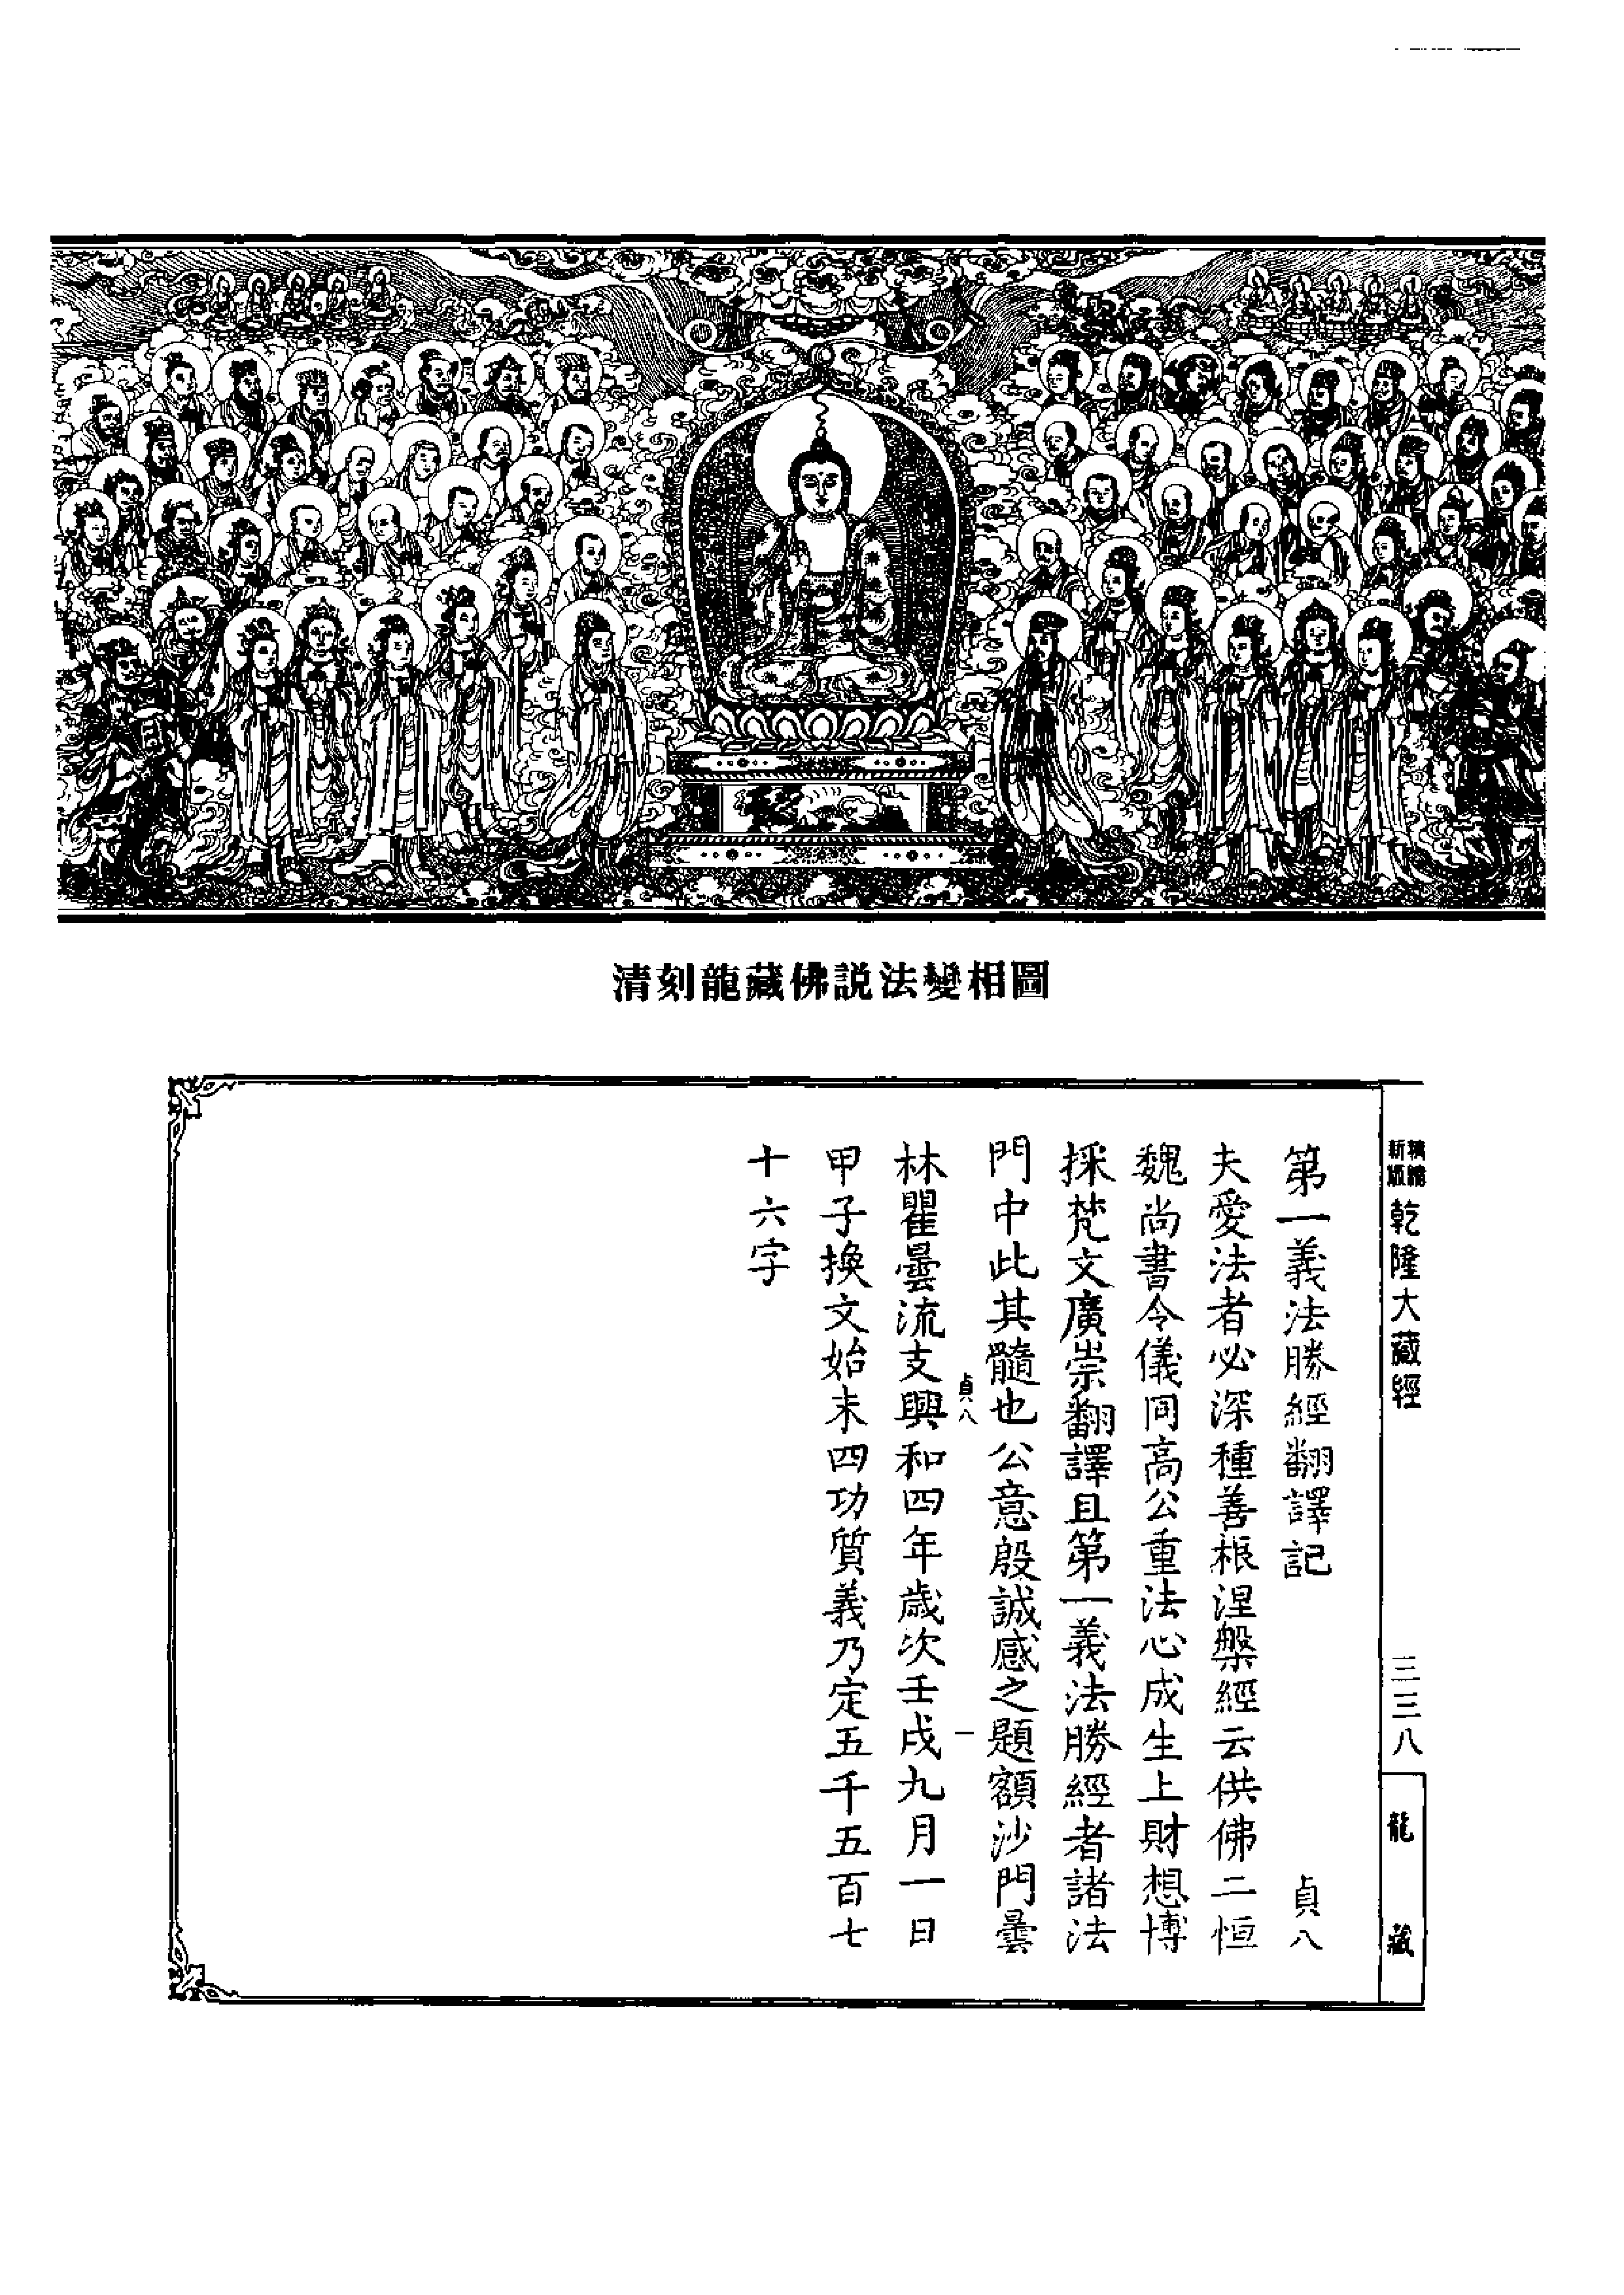 清刻龍藏佛説法變相圖
新版
精縮
乾隆大藏經
三三八
龍藏
第一義法勝經翻譯記 貞八
夫愛法者必深種善根涅槃經云供佛二恒
魏尚書令儀同高公重法心成生上財想博
採梵文廣崇翻譯且第一義法勝經者諸法
門中此其髓也公意殷誠感之題額沙門曇
貞八 一
林瞿曇流支興和四年歲次壬戌九月一日
甲子換文始末四功質義乃定五千五百七
十六字